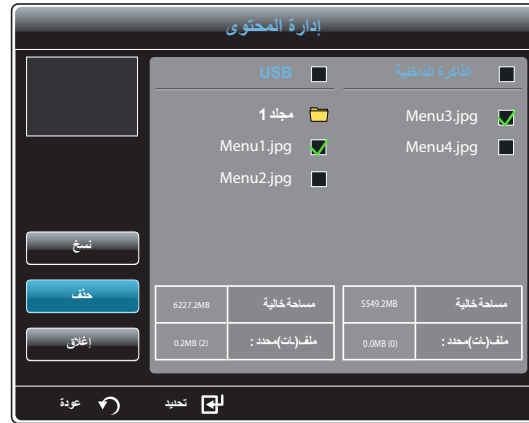 إدارة المحتوى
الذاكرة الداخلية
Menu3.jpg
Menu4.jpg
مساحة خالية 5549.2MB
ملف(ات)محدد : 0.0MB (0)
USB
مجلد 1
Menu1.jpg
Menu2.jpg
مساحة خالية 6227.2MB
ملف(ات)محدد : 0.2MB (2)
نسخ
حذف
إغلاق
تحديد
عودة